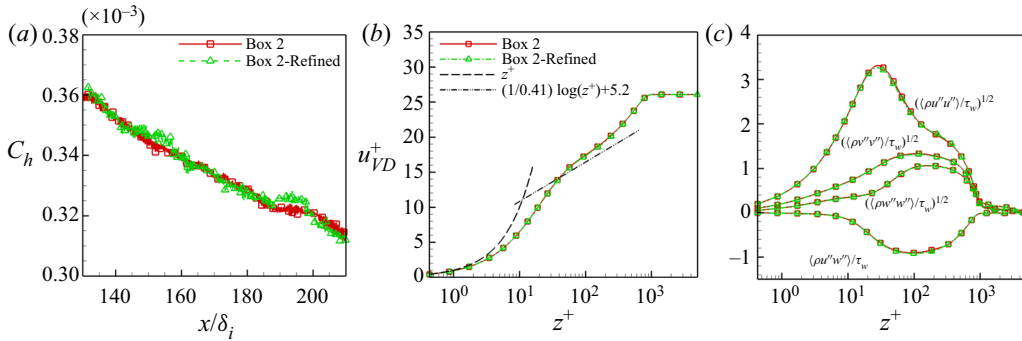 (×10⁻³)
(a)
0.38
0.36
0.34
0.32
0.30
C_h
140
160
180
200
x/δ_i
Box 2
Box 2-Refined
(b)
35
30
25
20
15
10
5
0
u⁺_VD
10⁰
10¹
10²
10³
z⁺
Box 2
Box 2-Refined
z⁺
(1/0.41) log(z⁺)+5.2
(c)
4
3
2
1
0
−1
(⟨ρu″u″⟩/τ_w)^1/2
(⟨ρv″v″⟩/τ_w)^1/2
(⟨ρw″w″⟩/τ_w)^1/2
⟨ρu″w″⟩/τ_w
10⁰
10¹
10²
10³
z⁺